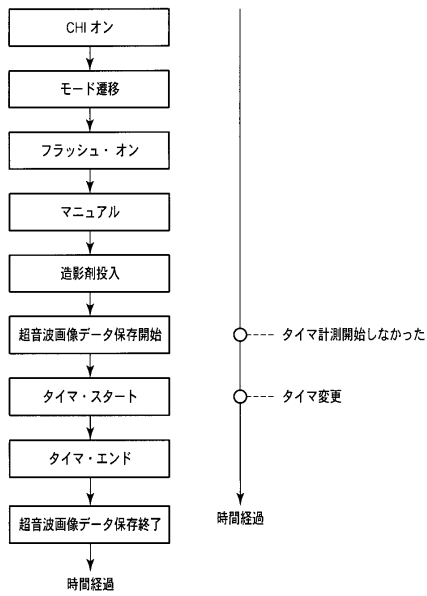 CHI オン
モード遷移
フラッシュ・オン
マニュアル
造影剤投入
超音波画像データ保存開始
タイマ計測開始しなかった
タイマ・スタート
タイマ変更
タイマ・エンド
超音波画像データ保存終了
時間経過
時間経過